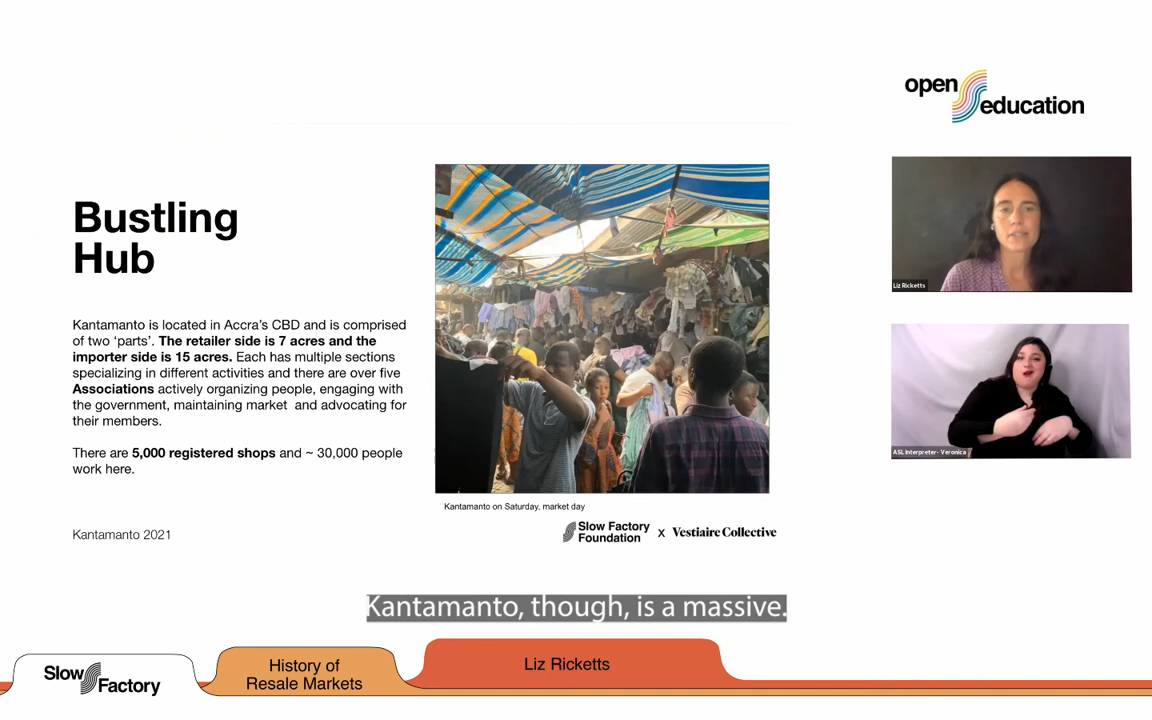 open
education
Bustling
Hub
Kantamanto is located in Accra's CBD and is comprised
of two 'parts'. The retailer side is 7 acres and the
importer side is 15 acres. Each has multiple sections
specializing in different activities and there are over five
Associations actively organizing people, engaging with
the government, maintaining market and advocating for
their members.
There are 5,000 registered shops and ~ 30,000 people
work here.
Kantamanto on Saturday, market day
Kantamanto 2021
Slow Factory
Foundation x Vestiaire Collective
Liz Ricketts
ASL Interpreter- Veronica
Kantamanto, though, is a massive.
Slow
Factory
History of
Resale Markets
Liz Ricketts